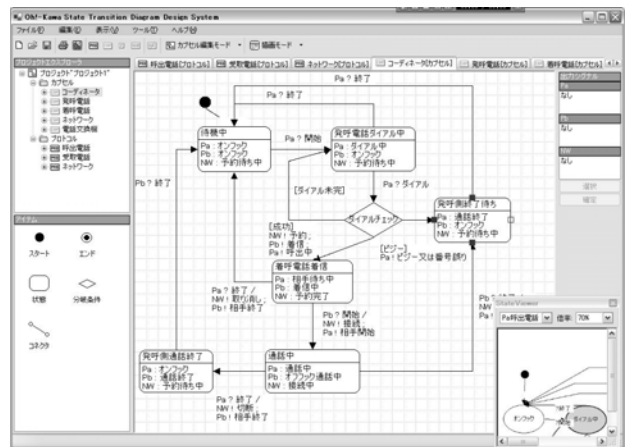 Oh!-Kawa State Transition Diagram Design System
ファイル(F) 編集(E) 表示(V) ツール(T) ヘルプ(H)
カプセル編集モード 描画モード
プロジェクトエクスプローラ
プロジェクト"プロジェクト1"
カプセル
コーディネータ
発呼電話
着呼電話
ネットワーク
電話交換機
プロトコル
呼出電話
受取電話
ネットワーク
アイテム
スタート
エンド
状態
分岐条件
コネクタ
呼出電話[プロトコル] 受取電話[プロトコル] ネットワーク[プロトコル] コーディネータ[カプセル] 発呼電話[カプセル] 着呼電話[カプセル]
Pa ? 終了
Pa ? 終了
待機中
Pa : オンフック
Pb : オンフック
NW : 予約待ち中
Pa ? 開始
発呼電話ダイアル中
Pa : ダイアル中
Pb : オンフック
NW : 予約待ち中
[ダイアル未完]
Pa ? ダイアル
Pb ? 終了
ダイアルチェック
発呼側終了待ち
Pa : 通話終了
Pb : オンフック
NW : 予約待ち中
[成功]
NW ! 予約 ;
Pb ! 着信 ;
Pa ! 呼出中
[ビジー]
Pa ! ビジー又は番号誤り
着呼電話着信
Pa : 相手待ち中
Pb : 着信中
NW : 予約完了
Pa ? 終了 /
NW ! 取り消し ;
Pb ! 相手終了
Pb ? 開始 /
NW ! 接続 ;
Pa ! 相手開始
Pb ?
NW !
Pa !
発呼側通話終了
Pa : オンフック
Pb : 通話終了
NW : 予約待ち中
通話中
Pa : 通話中
Pb : オフフック通話中
NW : 接続中
Pa ? 終了 /
NW ! 切断 ;
Pb ! 相手終了
出力シグナル
Pa
なし
Pb
なし
NW
なし
選択
確定
StateViewer
Pa呼出電話 倍率: 70%
オンフック
終了
開始
ダイアル中